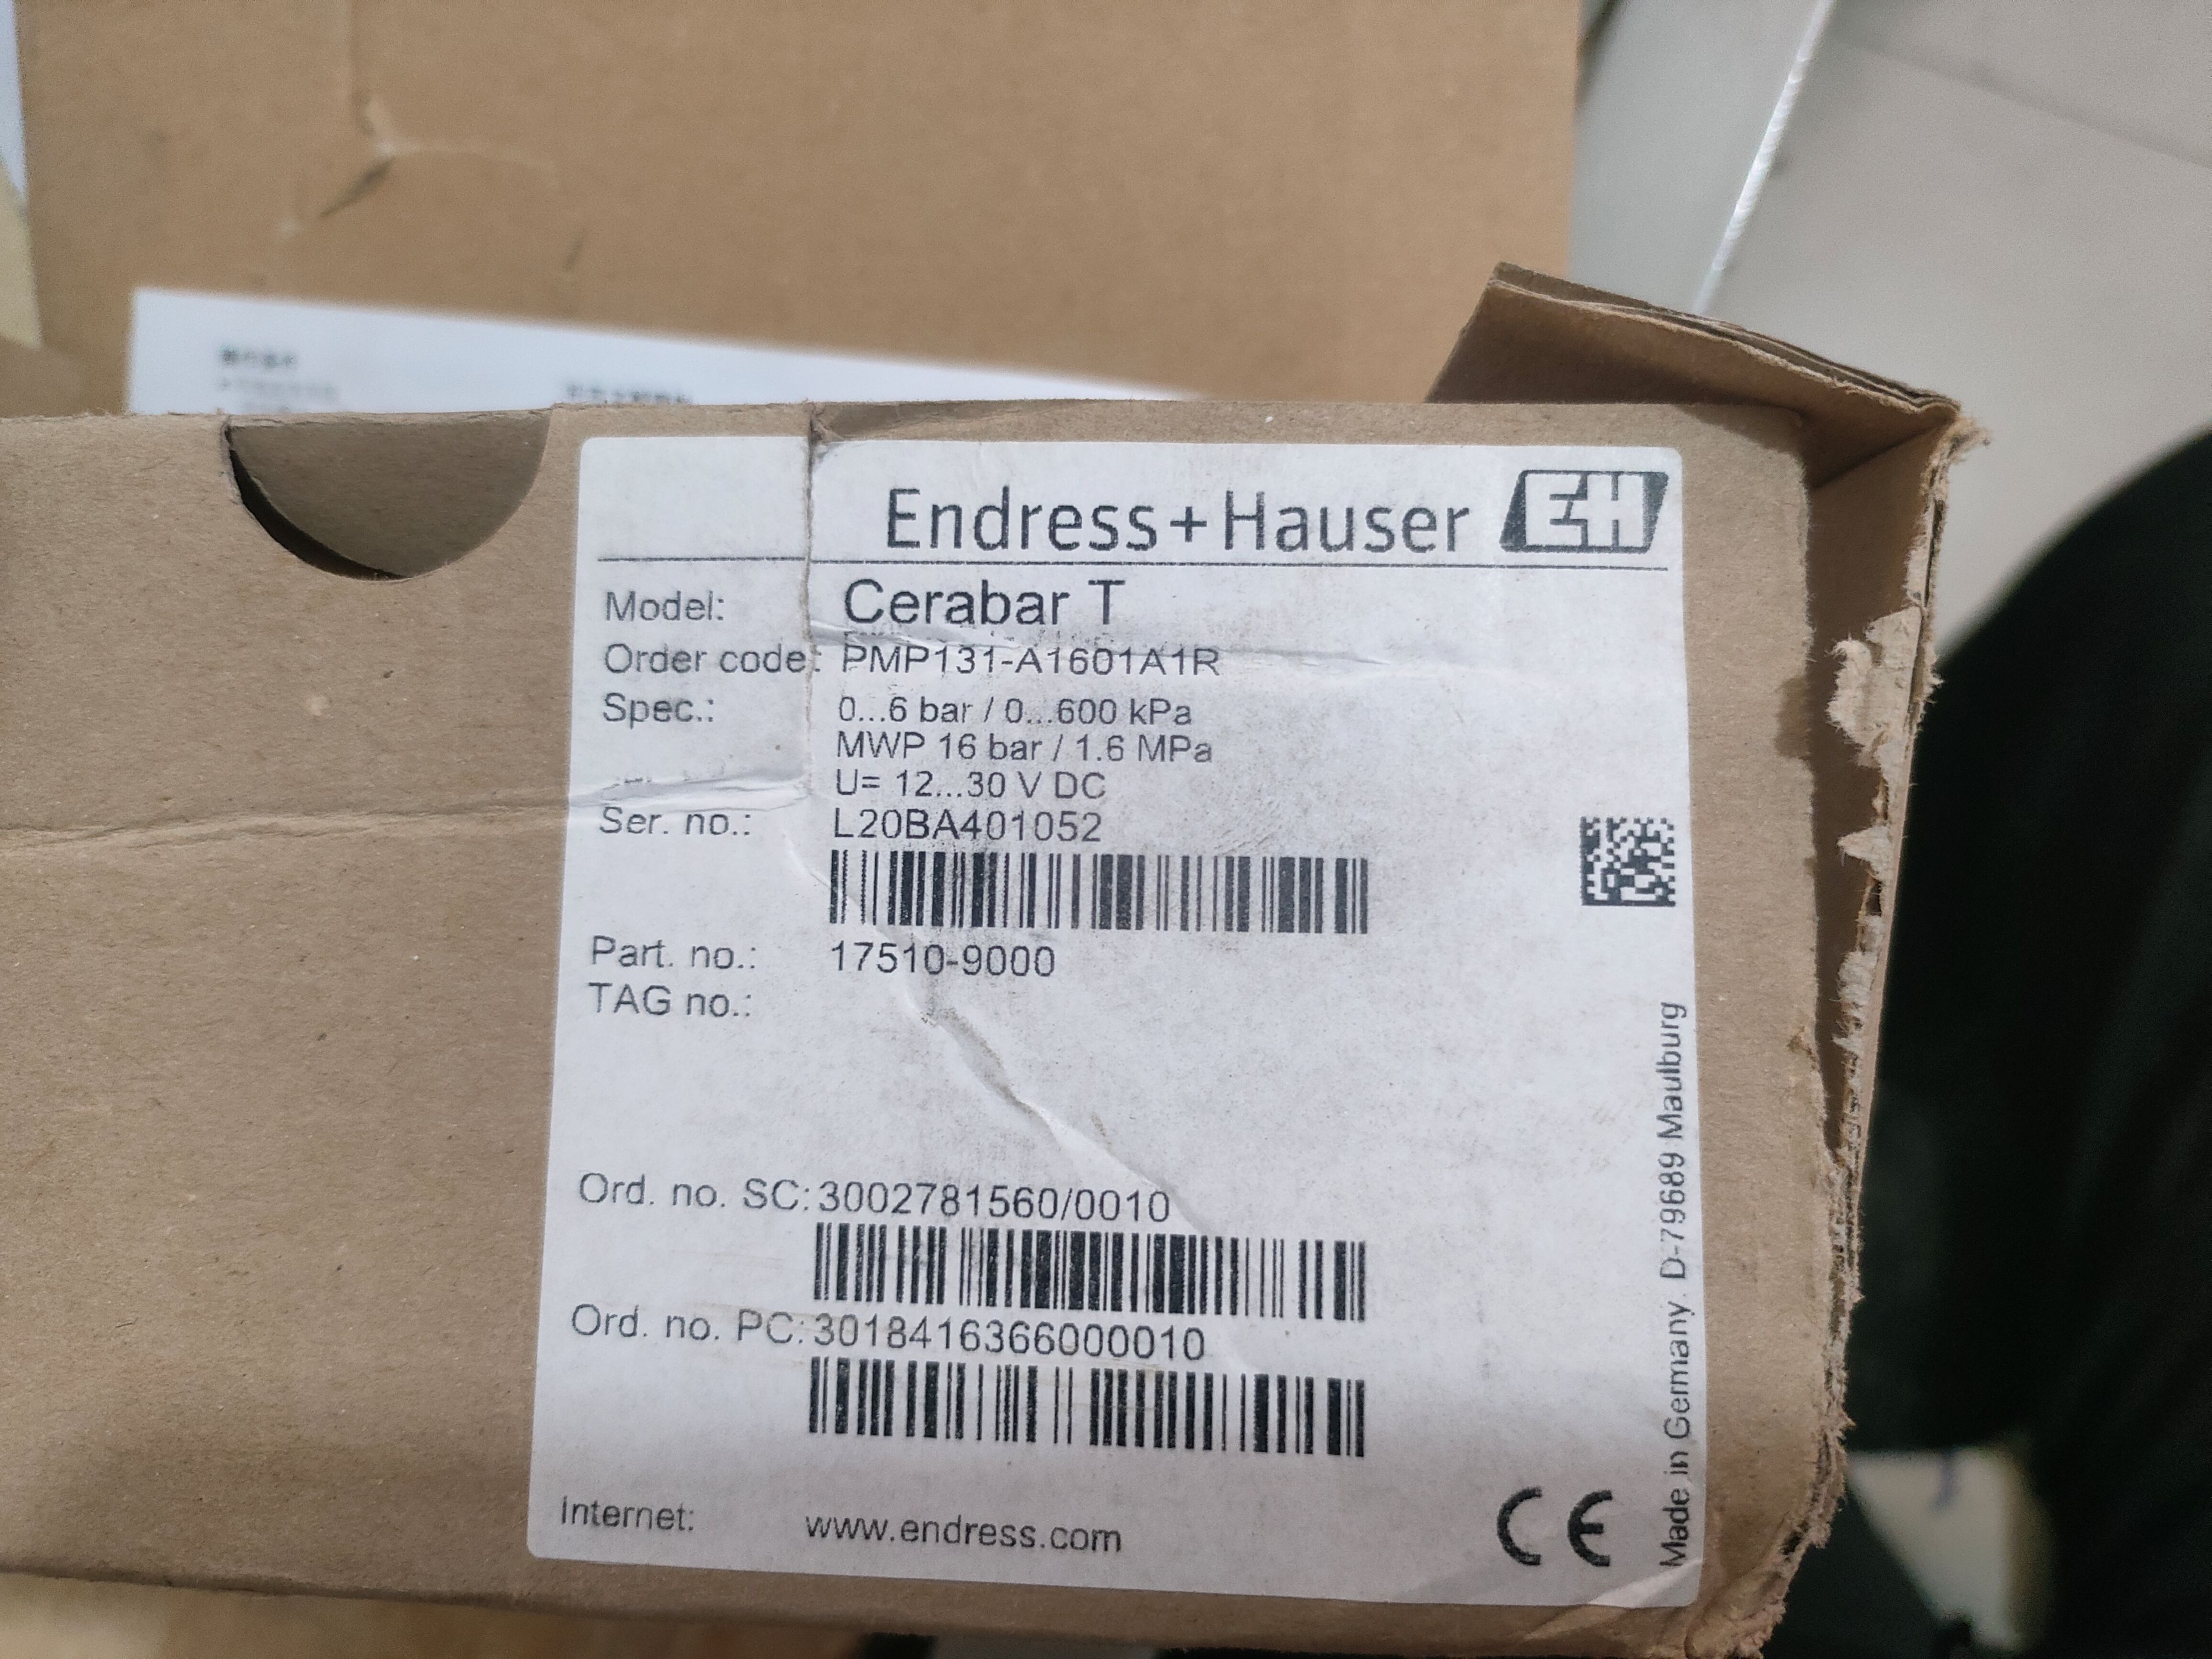 Endress+Hauser EH
Model: Cerabar T
Order code: PMP131-A1601A1R
Spec.: 0...6 bar / 0...600 kPa
MWP 16 bar / 1.6 MPa
U= 12...30 V DC
Ser. no.: L20BA401052
Part. no.: 17510-9000
TAG no.:
Ord. no. SC: 3002781560/0010
Ord. no. PC: 3018416366000010
Internet: www.endress.com
CE
Made in Germany. D-79689 Maulburg